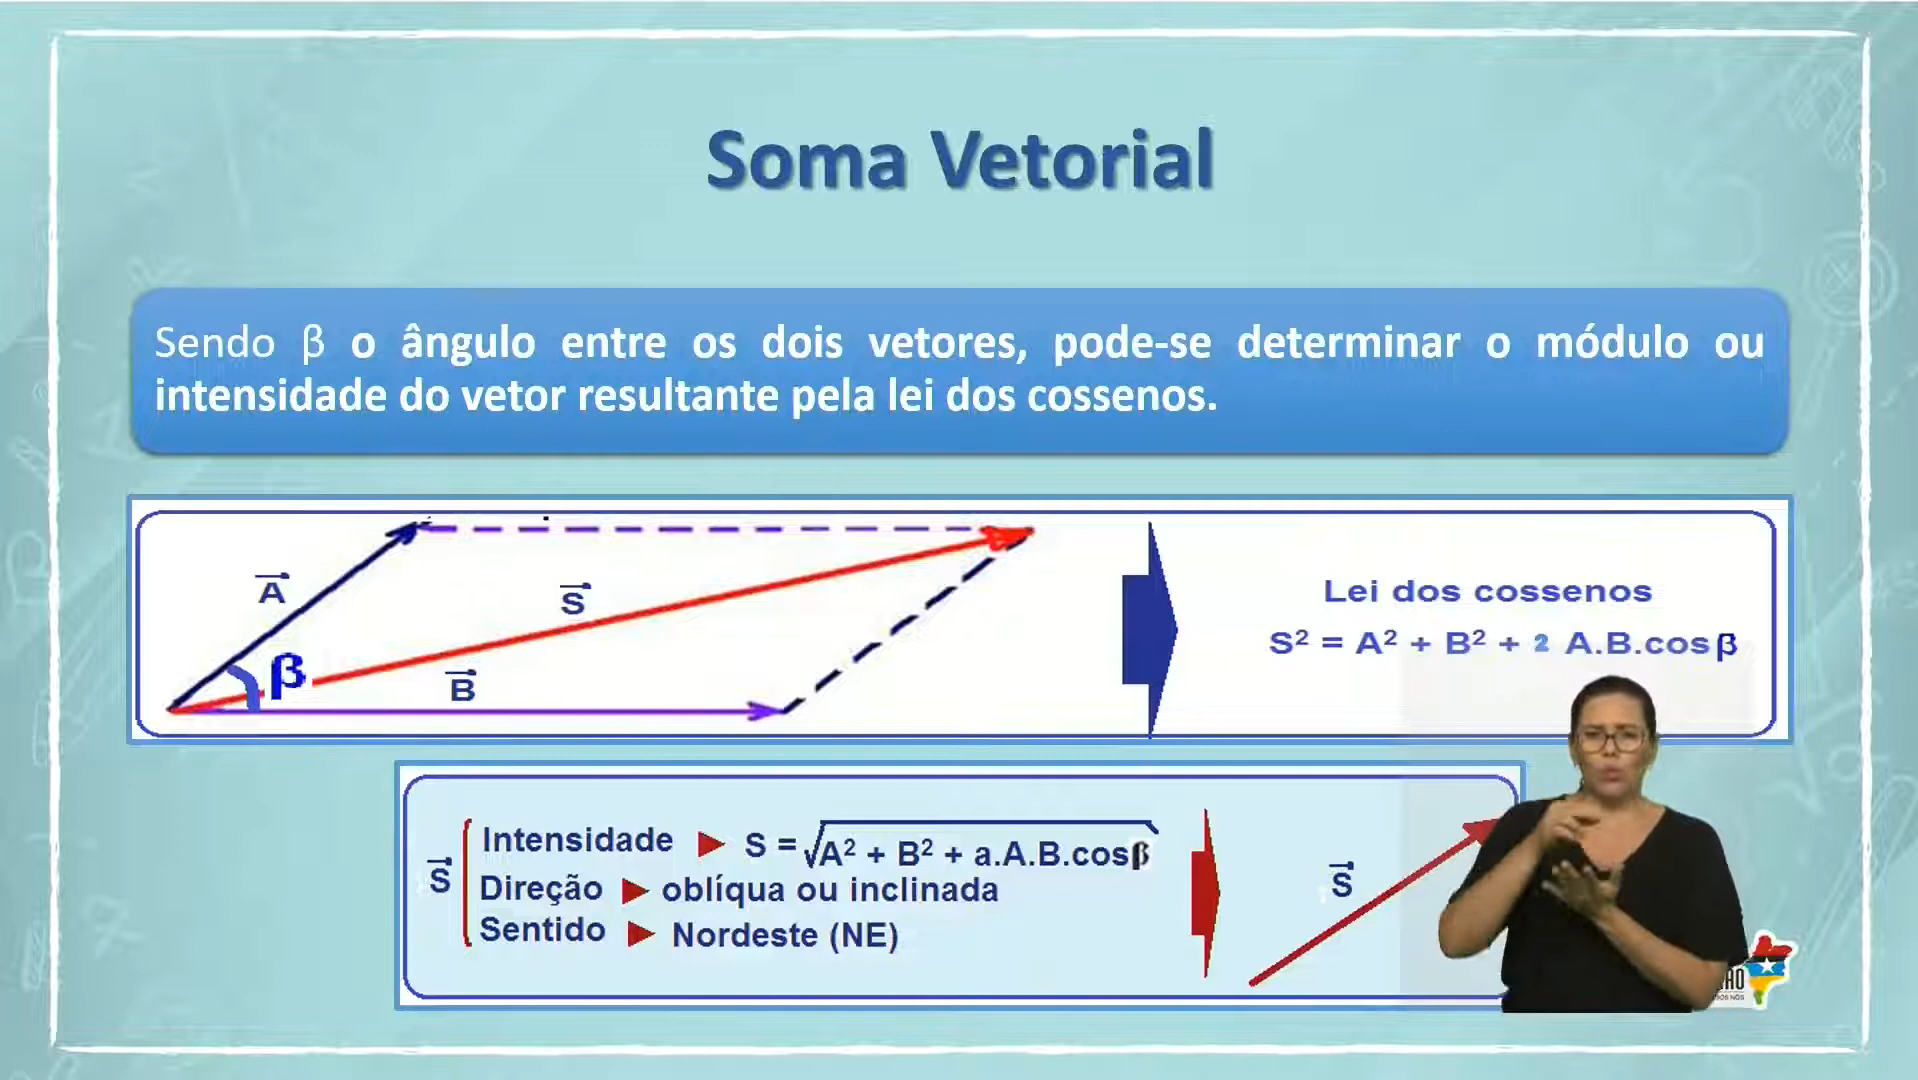 Soma Vetorial
Sendo β o ângulo entre os dois vetores, pode-se determinar o módulo ou
intensidade do vetor resultante pela lei dos cossenos.
A
S
β
B
Lei dos cossenos
S² = A² + B² + 2 A.B.cosβ
S
Intensidade ► S = √A² + B² + a.A.B.cosβ
Direção ► oblíqua ou inclinada
Sentido ► Nordeste (NE)
S